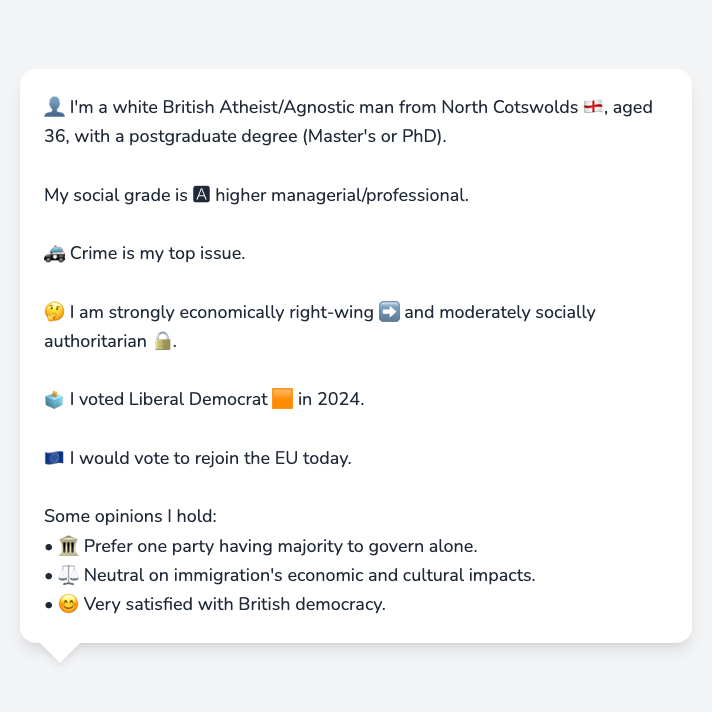 👤 I'm a white British Atheist/Agnostic man from North Cotswolds 🏴󠁧󠁢󠁥󠁮󠁧󠁿, aged
36, with a postgraduate degree (Master's or PhD).
My social grade is 🅰 higher managerial/professional.
🚓 Crime is my top issue.
🤔 I am strongly economically right-wing ➡️ and moderately socially
authoritarian 🔒.
🗳️ I voted Liberal Democrat 🟧 in 2024.
🇪🇺 I would vote to rejoin the EU today.
Some opinions I hold:
• 🏛️ Prefer one party having majority to govern alone.
• ⚖️ Neutral on immigration's economic and cultural impacts.
• 😊 Very satisfied with British democracy.